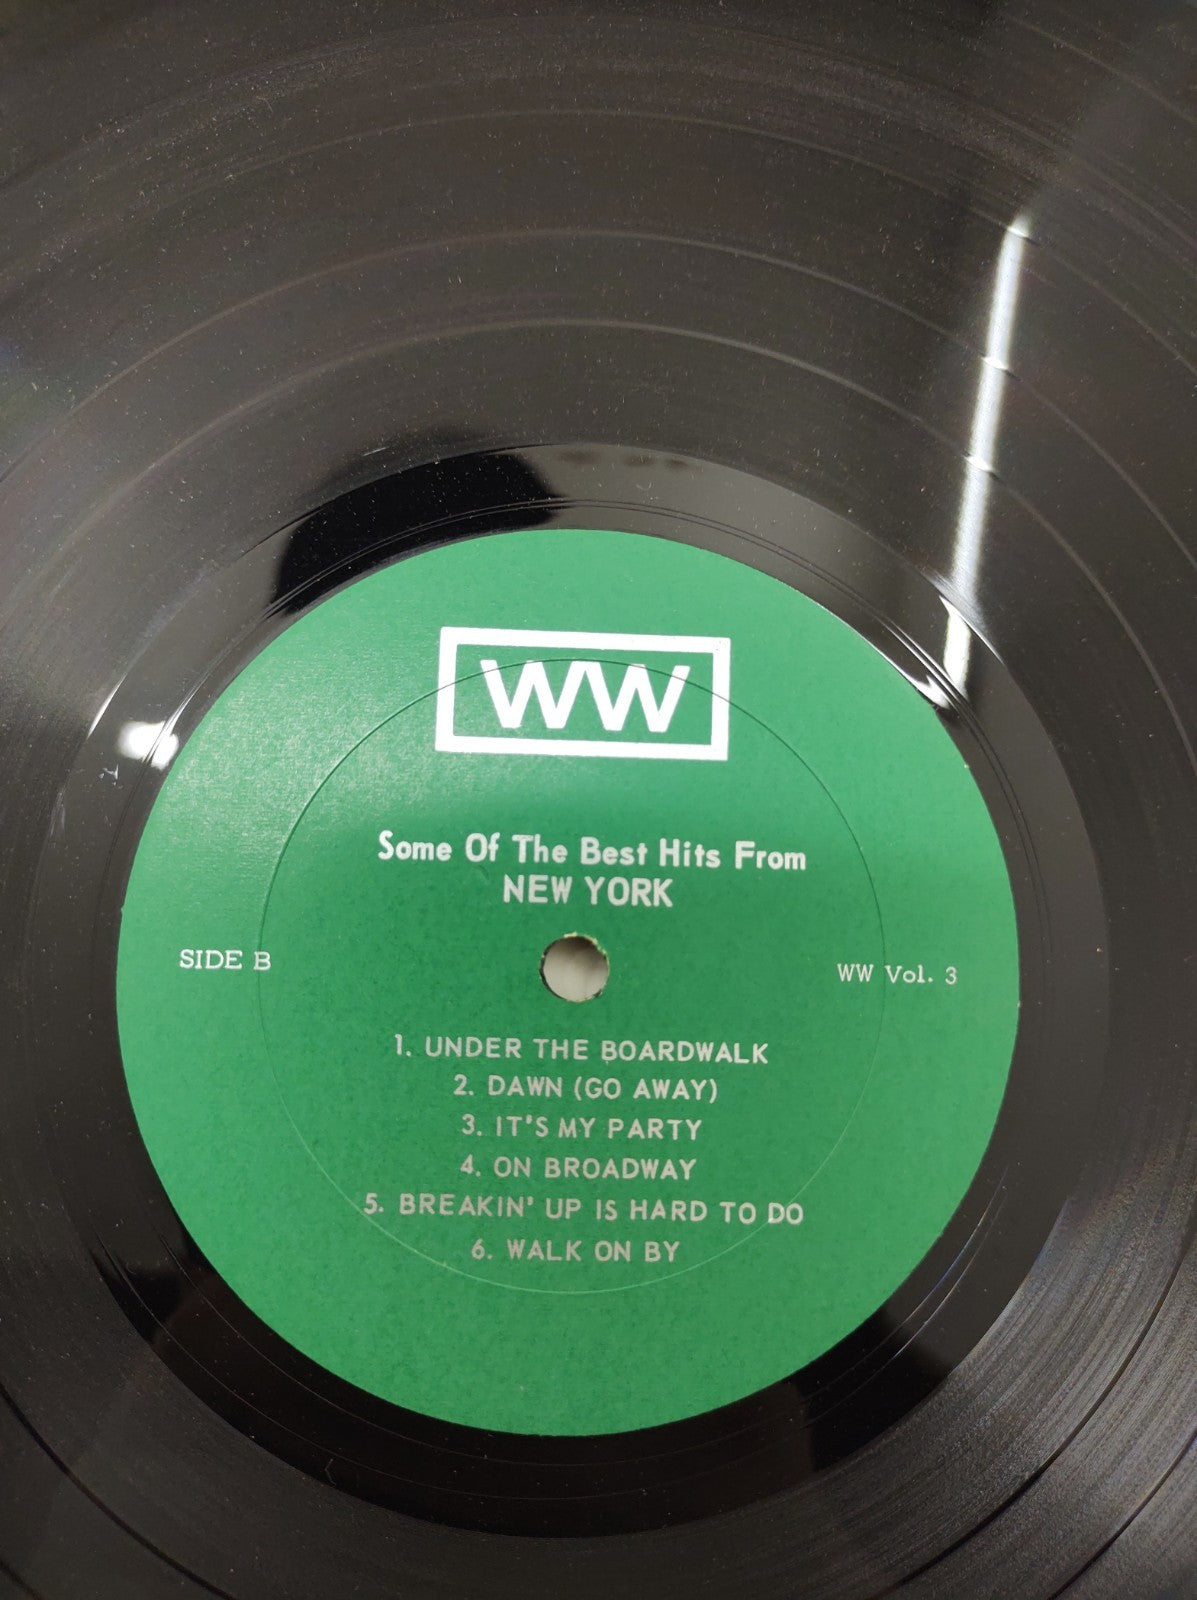 WW
Some Of The Best Hits From
NEW YORK
SIDE B
WW Vol. 3
1. UNDER THE BOARDWALK
2. DAWN (GO AWAY)
3. IT'S MY PARTY
4. ON BROADWAY
5. BREAKIN' UP IS HARD TO DO
6. WALK ON BY